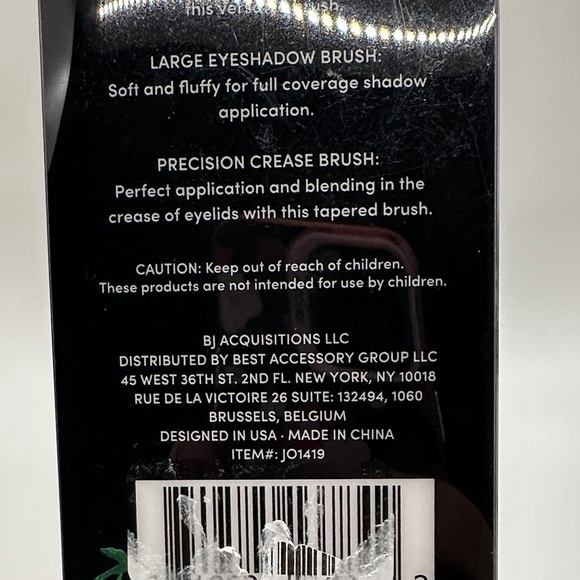 this
LARGE EYESHADOW BRUSH:
Soft and fluffy for full coverage shadow
application.
PRECISION CREASE BRUSH:
Perfect application and blending in the
crease of eyelids with this tapered brush.
CAUTION: Keep out of reach of children.
These products are not intended for use by children.
BJ ACQUISITIONS LLC
DISTRIBUTED BY BEST ACCESSORY GROUP LLC
45 WEST 36TH ST. 2ND FL. NEW YORK, NY 10018
RUE DE LA VICTOIRE 26 SUITE: 132494, 1060
BRUSSELS, BELGIUM
DESIGNED IN USA · MADE IN CHINA
ITEM#: JO1419